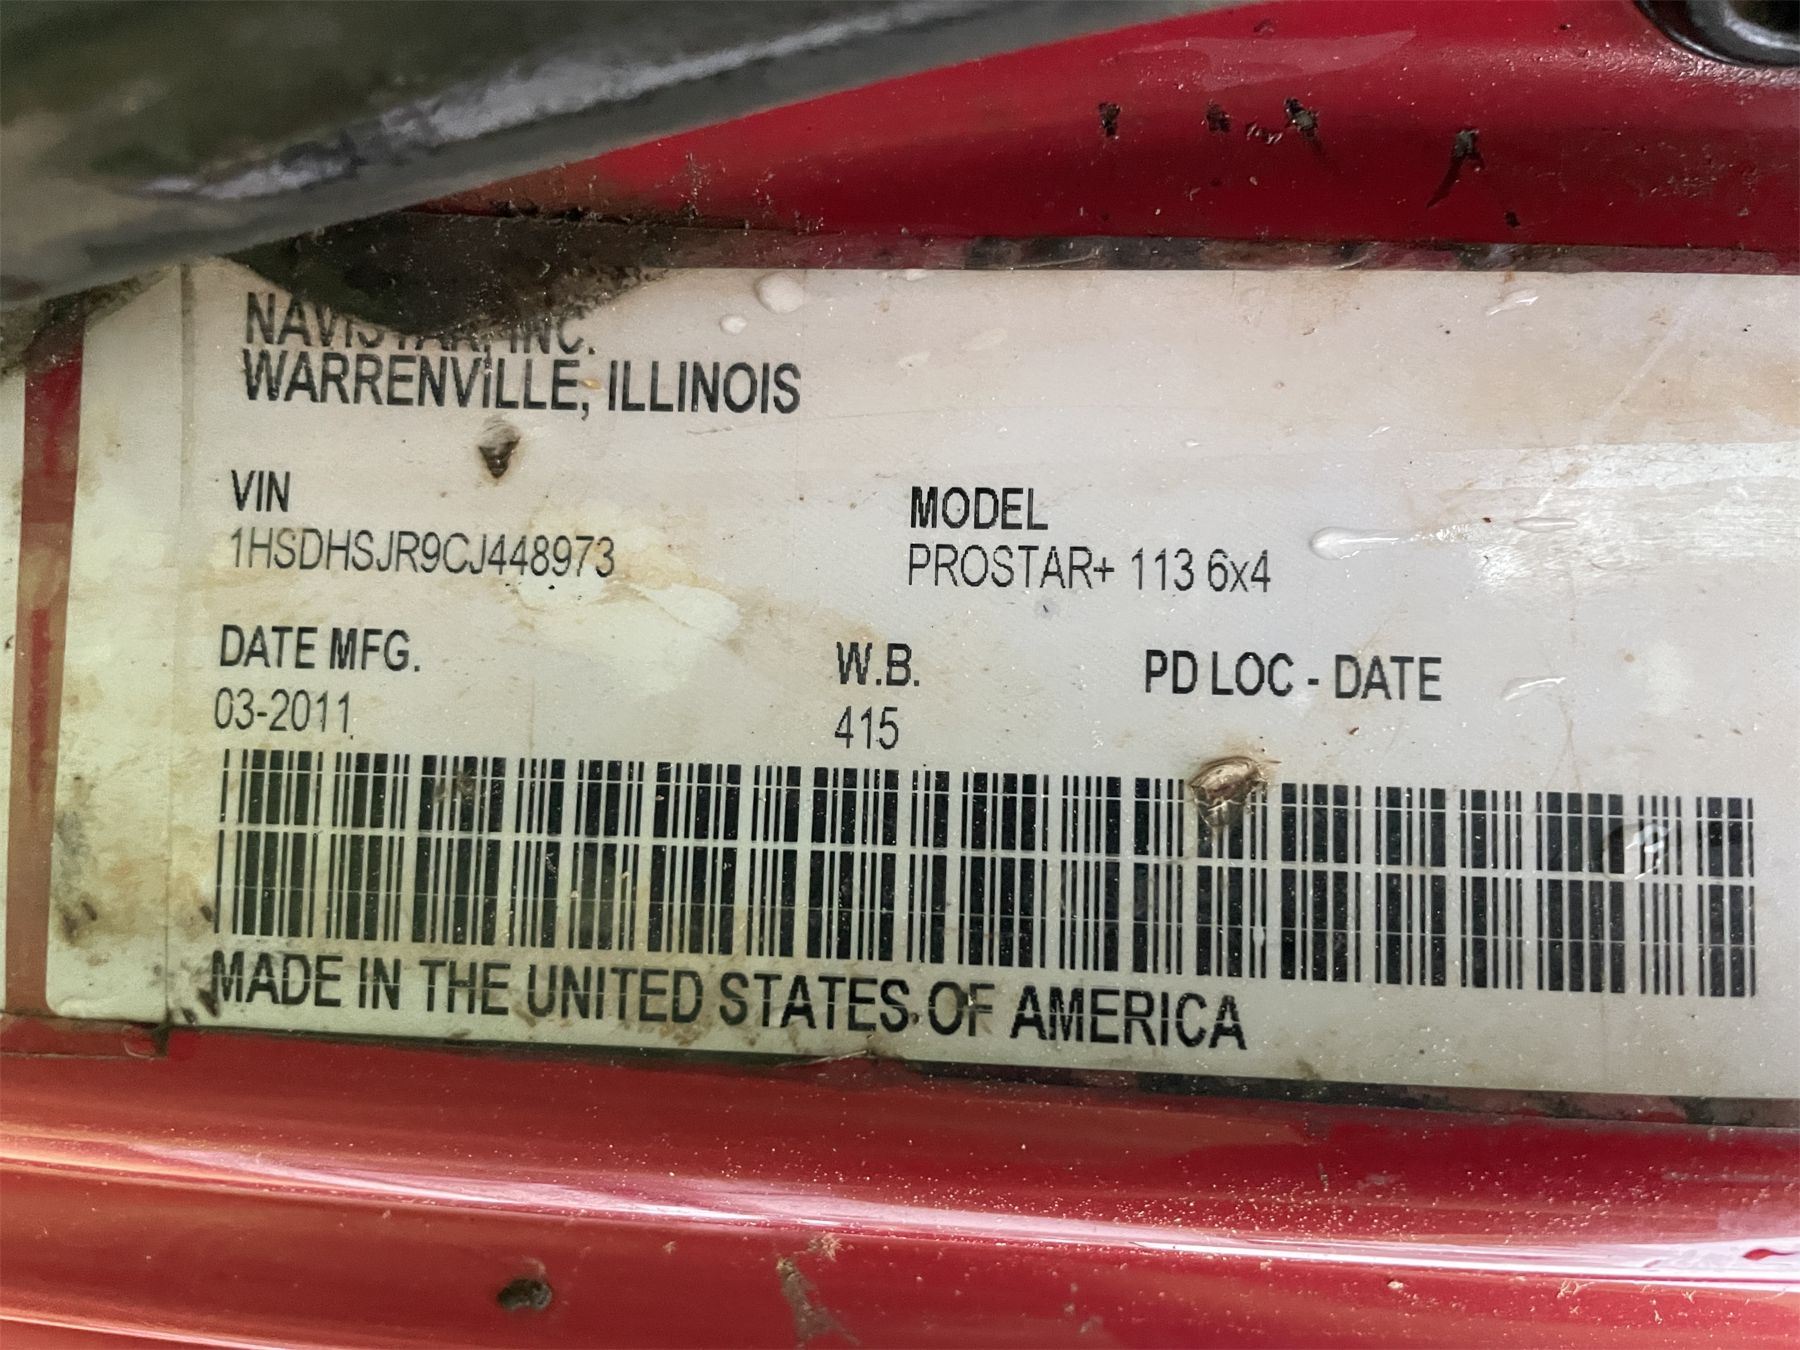 NAVISTAR, INC.
WARRENVILLE, ILLINOIS
VIN MODEL
1HSDHSJR9CJ448973 PROSTAR+ 113 6x4
DATE MFG. W.B. PD LOC - DATE
03-2011 415
MADE IN THE UNITED STATES OF AMERICA